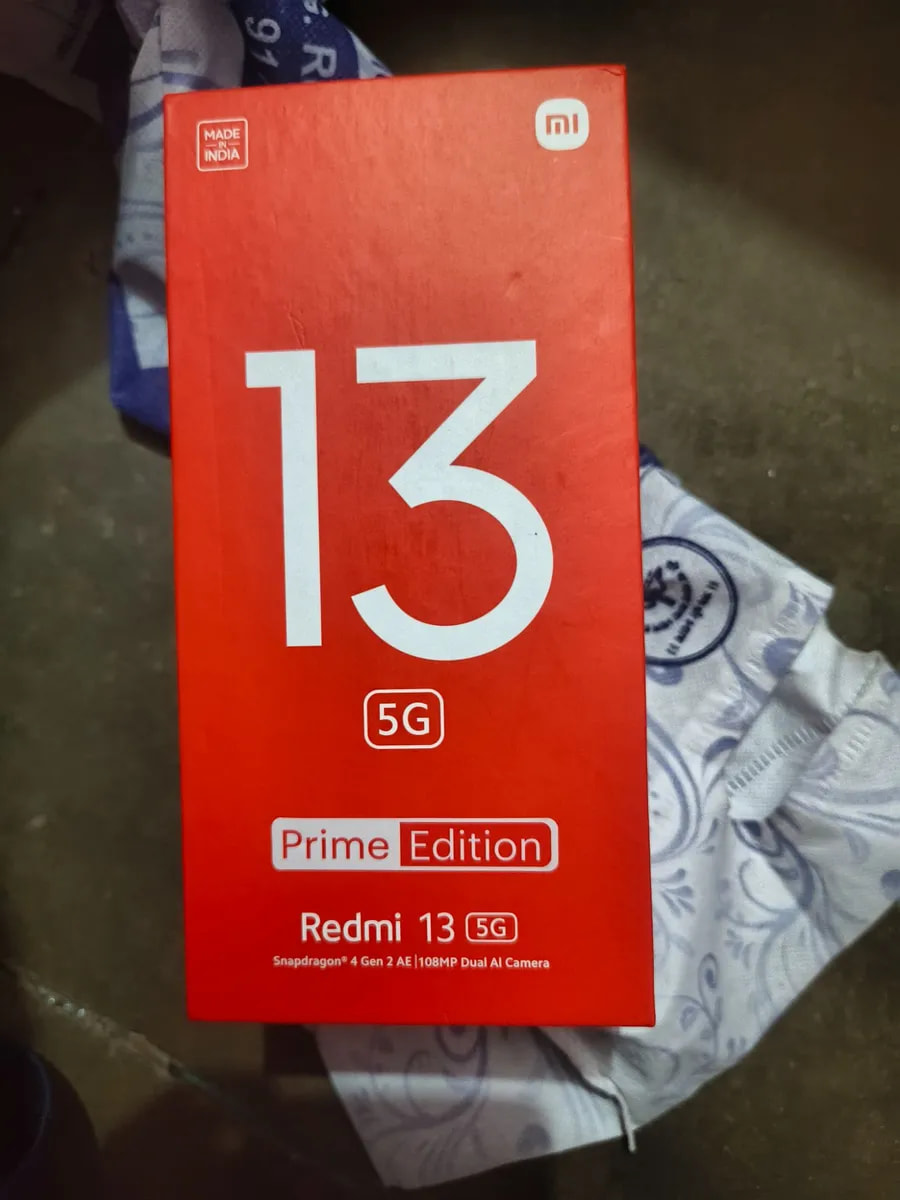 MADE
IN
INDIA
mi
13
5G
Prime Edition
Redmi 13 5G
Snapdragon® 4 Gen 2 AE | 108MP Dual AI Camera
91